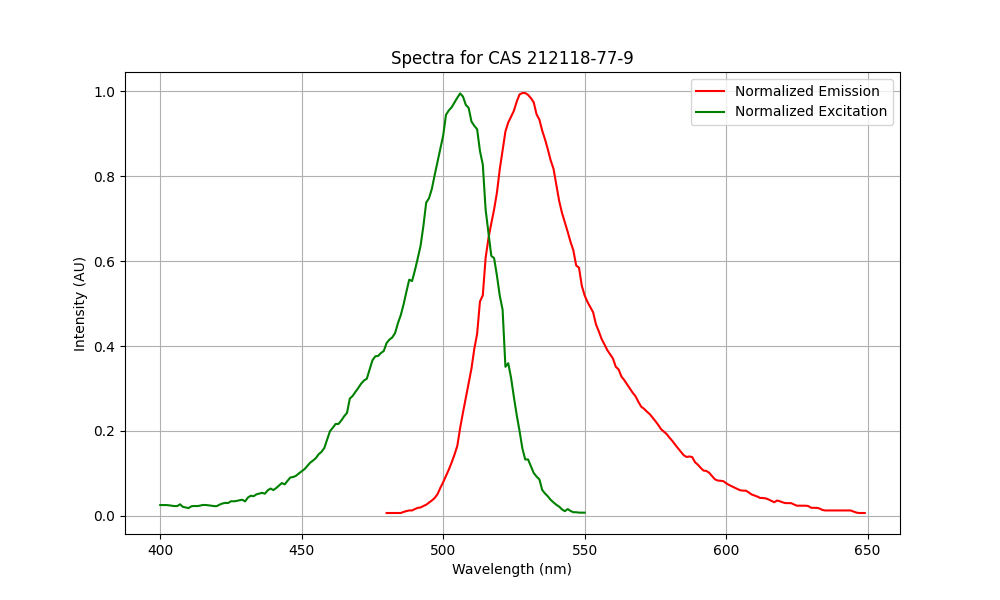 Spectra for CAS 212118-77-9
Normalized Emission
Normalized Excitation
Intensity (AU)
1.0
0.8
0.6
0.4
0.2
0.0
400 450 500 550 600 650
Wavelength (nm)